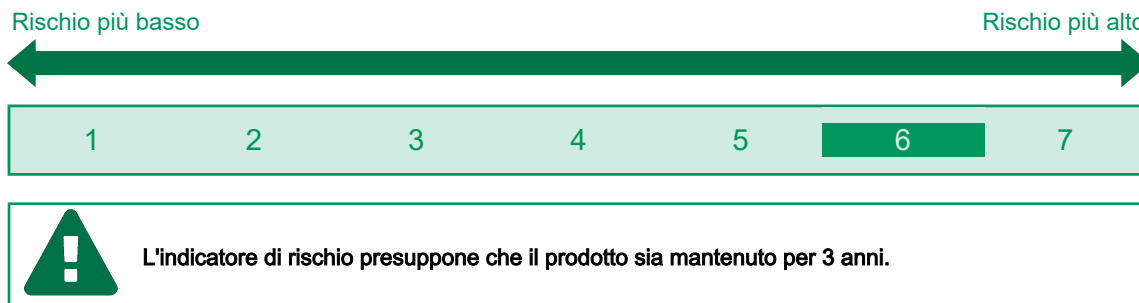 Rischio più basso Rischio più alto
1 2 3 4 5 6 7
L'indicatore di rischio presuppone che il prodotto sia mantenuto per 3 anni.